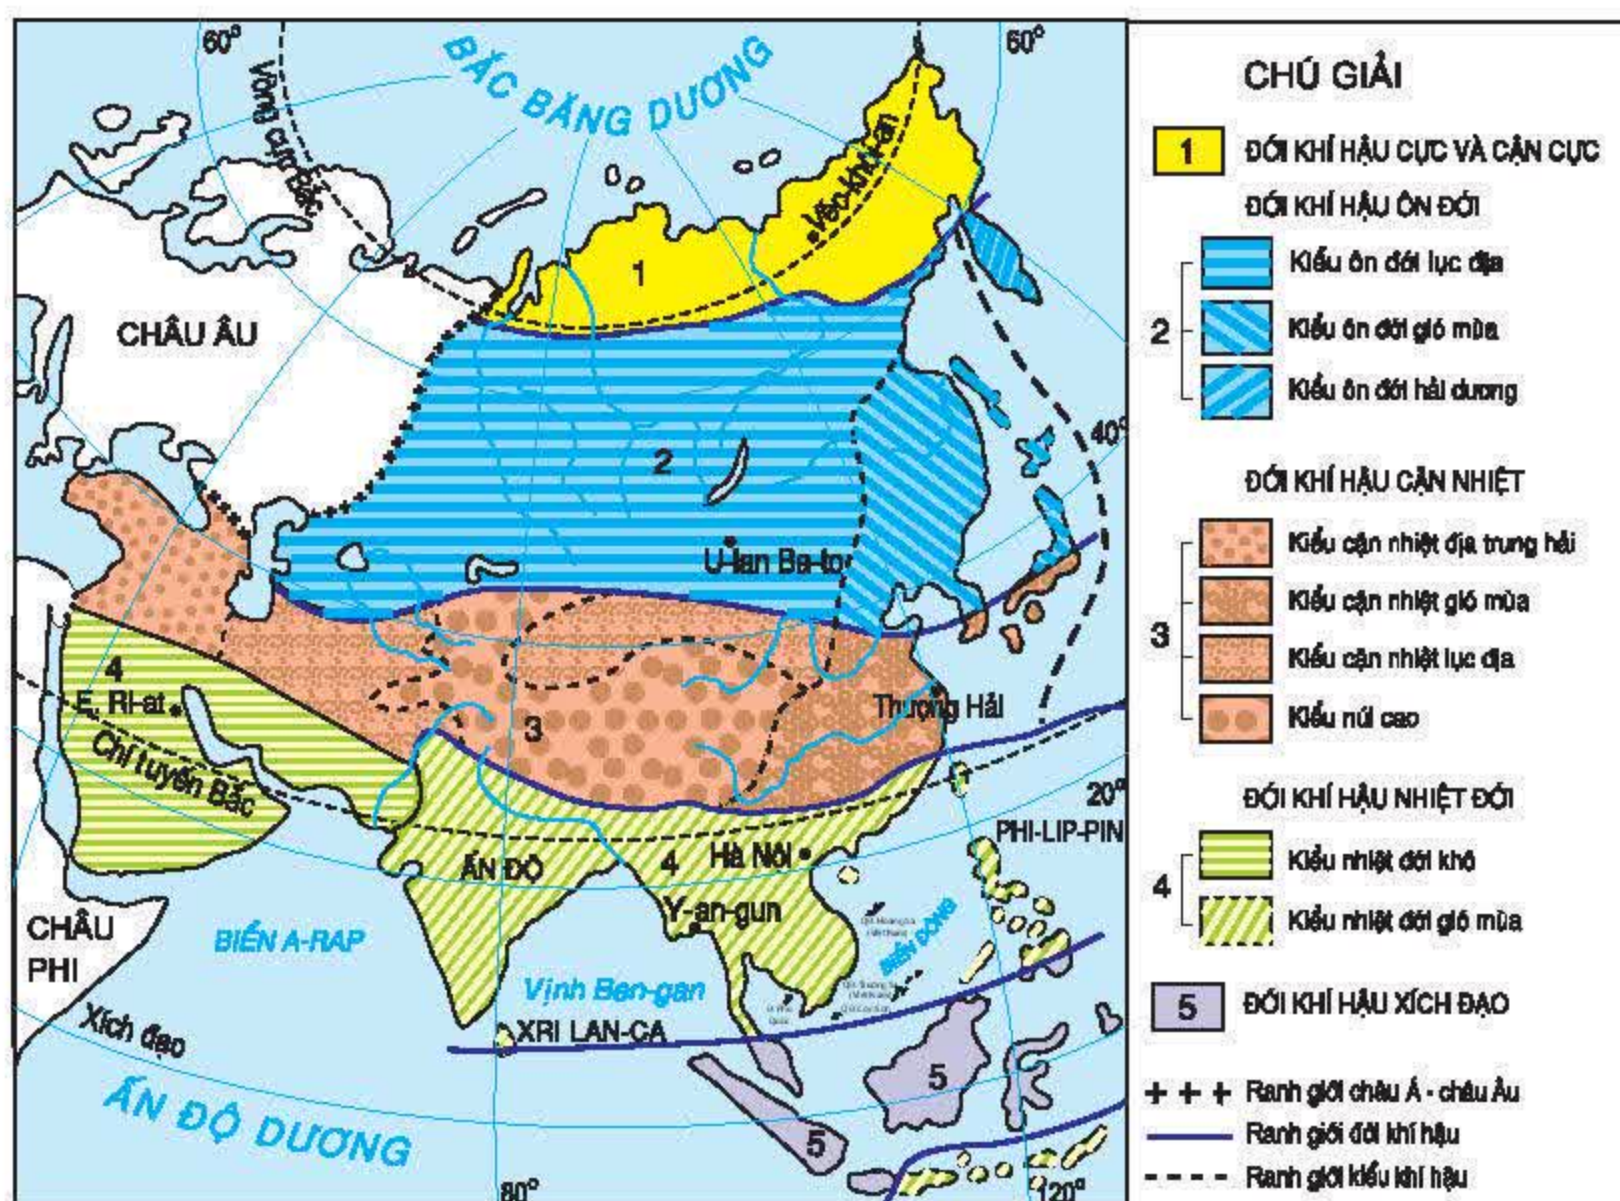 60°
60°
BẮC BĂNG DƯƠNG
Vòng cực Bắc
Véc-khôi-an
1
CHÂU ÂU
2
40°
U-lan Ba-to
4
E. Ri-at
3
Thượng Hải
Chí tuyến Bắc
20°
PHI-LIP-PIN
ẤN ĐỘ
4
Hà Nội
Y-an-gun
CHÂU
PHI
BIỂN A-RAP
BIỂN ĐÔNG
Vịnh Ben-gan
XRI LAN-CA
Xích đạo
5
5
ẤN ĐỘ DƯƠNG
80°
120°
CHÚ GIẢI
1 ĐỚI KHÍ HẬU CỰC VÀ CẬN CỰC
ĐỚI KHÍ HẬU ÔN ĐỚI
Kiểu ôn đới lục địa
2 Kiểu ôn đới gió mùa
Kiểu ôn đới hải dương
ĐỚI KHÍ HẬU CẬN NHIỆT
Kiểu cận nhiệt địa trung hải
Kiểu cận nhiệt gió mùa
3
Kiểu cận nhiệt lục địa
Kiểu núi cao
ĐỚI KHÍ HẬU NHIỆT ĐỚI
Kiểu nhiệt đới khô
4
Kiểu nhiệt đới gió mùa
5 ĐỚI KHÍ HẬU XÍCH ĐẠO
Ranh giới châu Á - châu Âu
Ranh giới đới khí hậu
Ranh giới kiểu khí hậu